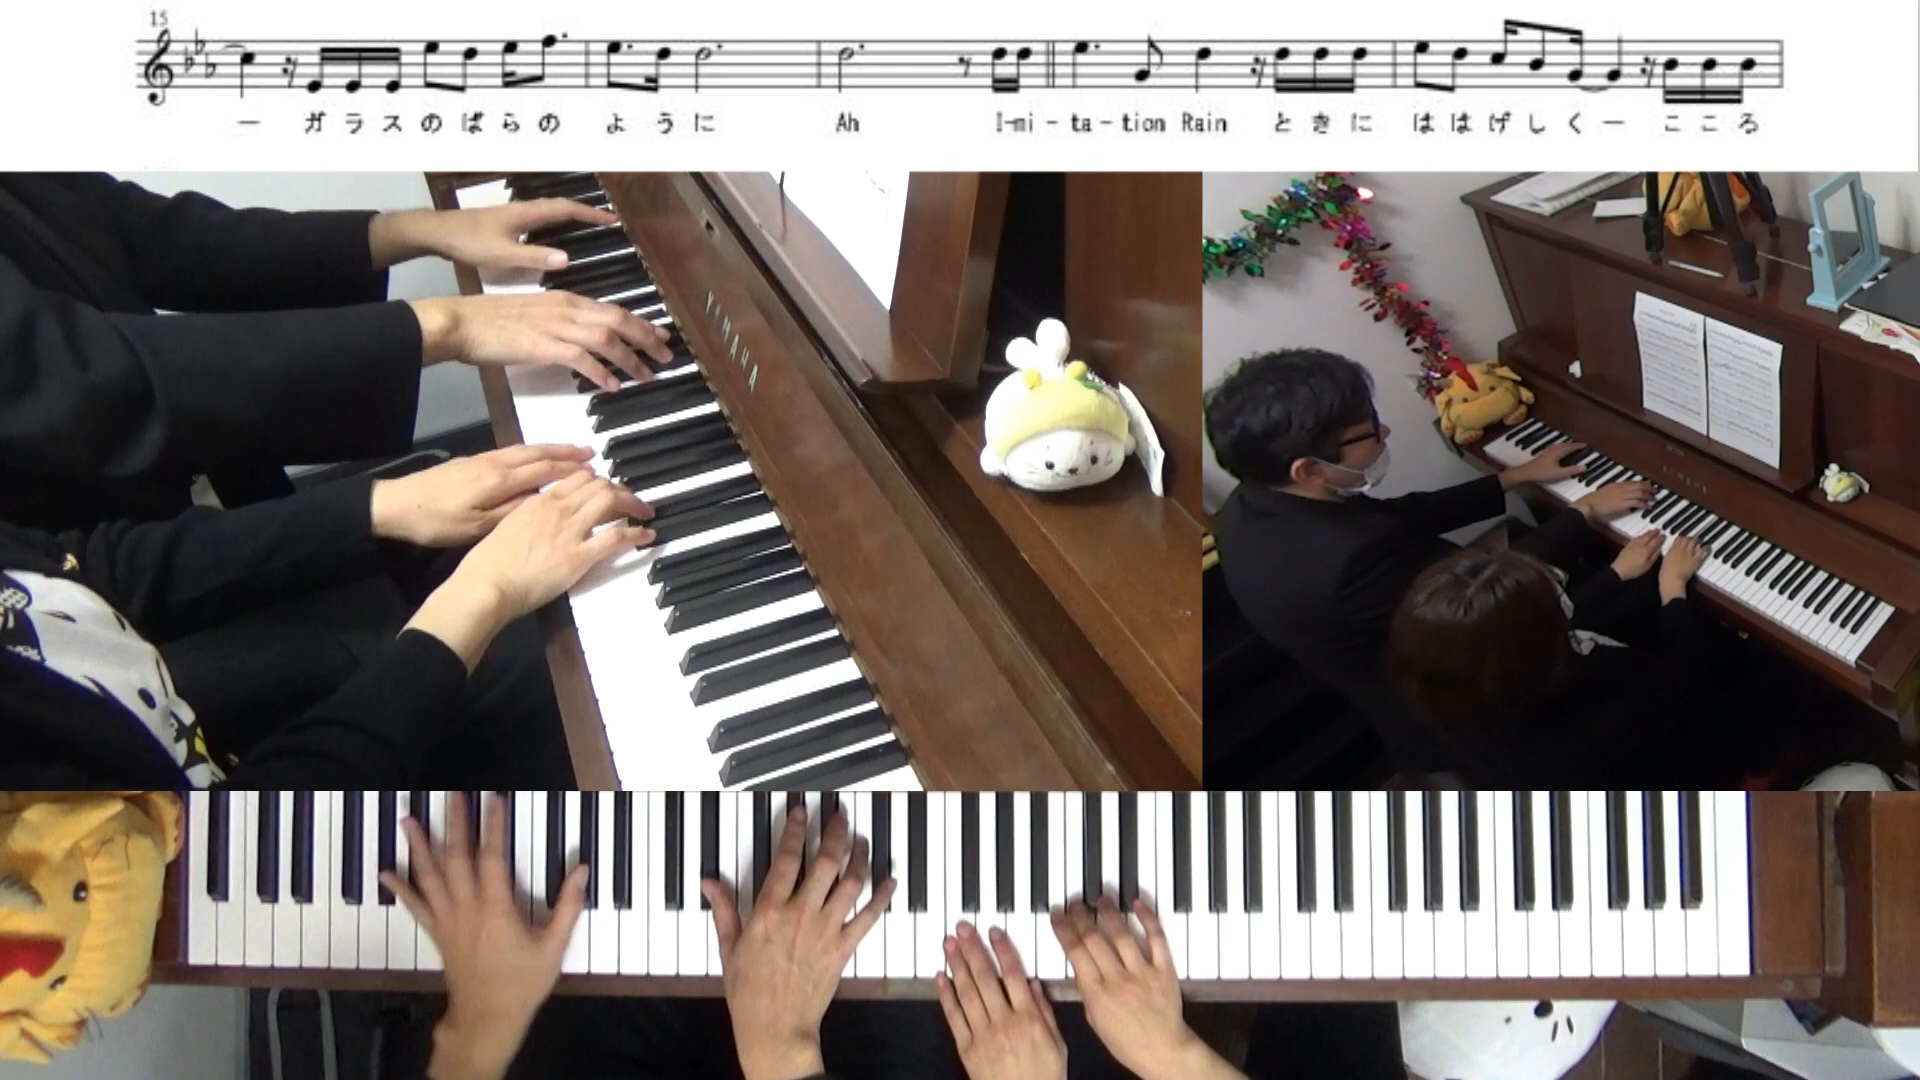 15
ー ガ ラ ス の ば ら の よ う に Ah I-mi - ta - tion Rain と き に は は げ し く ー こ こ ろ
YAMAHA